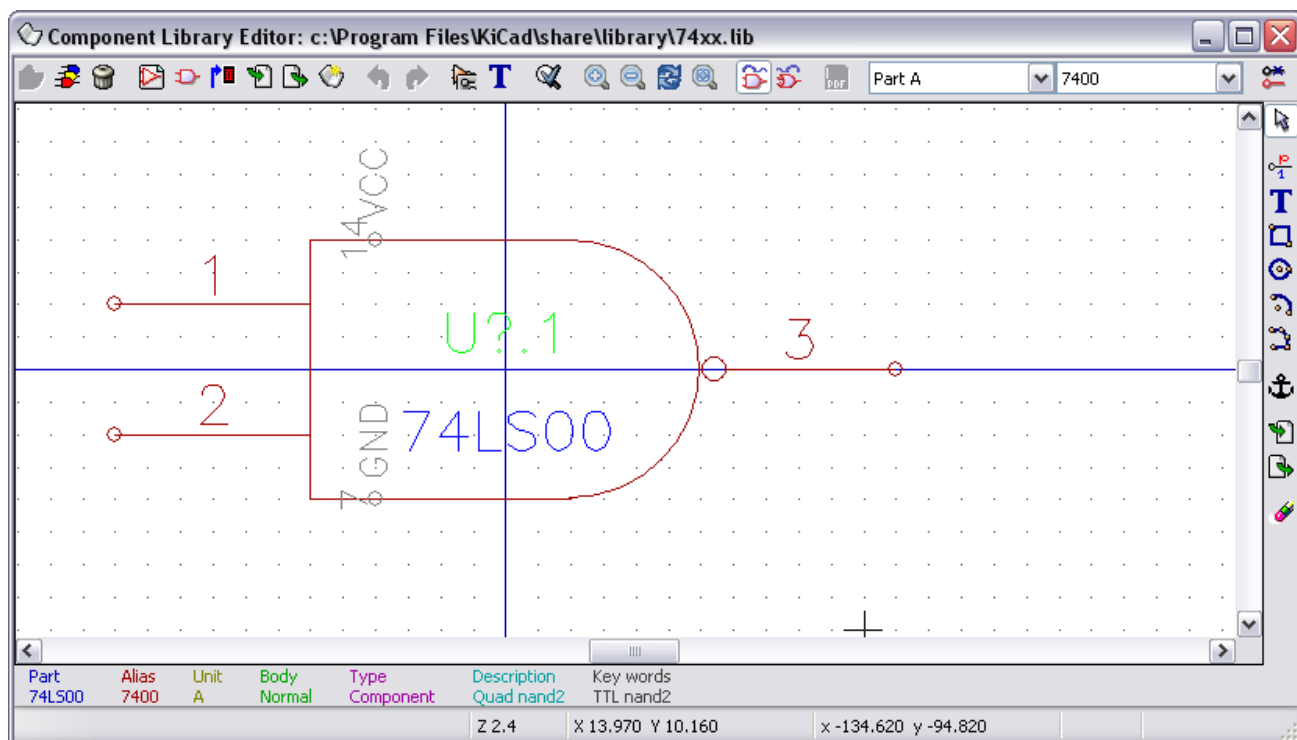 Component Library Editor: c:\Program Files\KiCad\share\library\74xx.lib
T PDF Part A 7400
14 VCC
1
U?.1
3
2
7 GND
74LS00
P
1
T
Part Alias Unit Body Type Description Key words
74LS00 7400 A Normal Component Quad nand2 TTL nand2
Z 2.4 X 13.970 Y 10.160 x -134.620 y -94.820